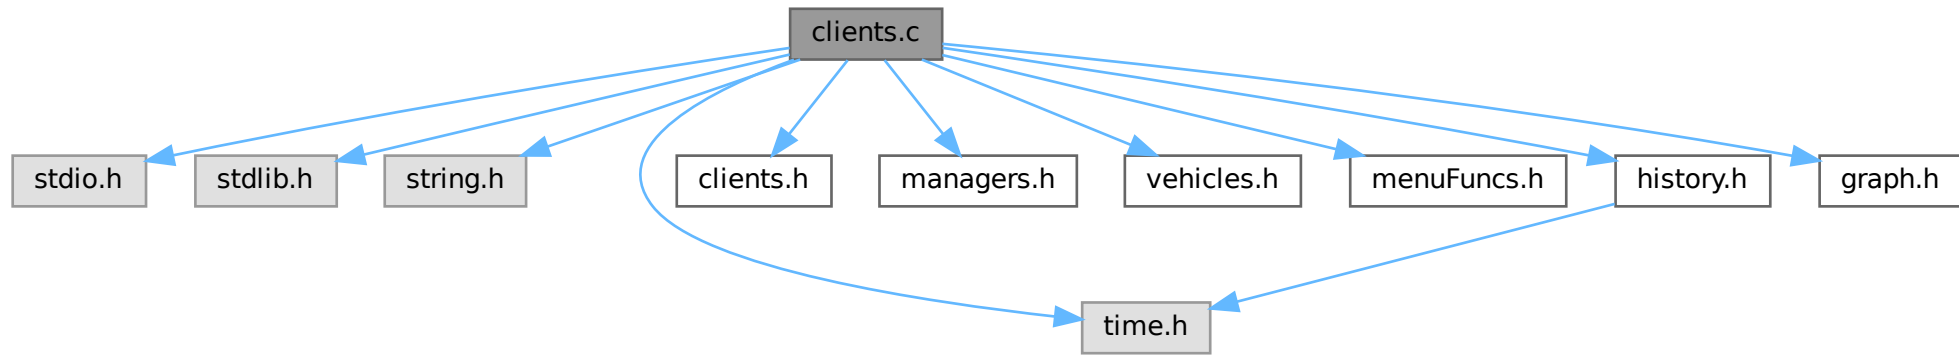 clients.c
stdio.h
stdlib.h
string.h
clients.h
managers.h
vehicles.h
menuFuncs.h
history.h
graph.h
time.h